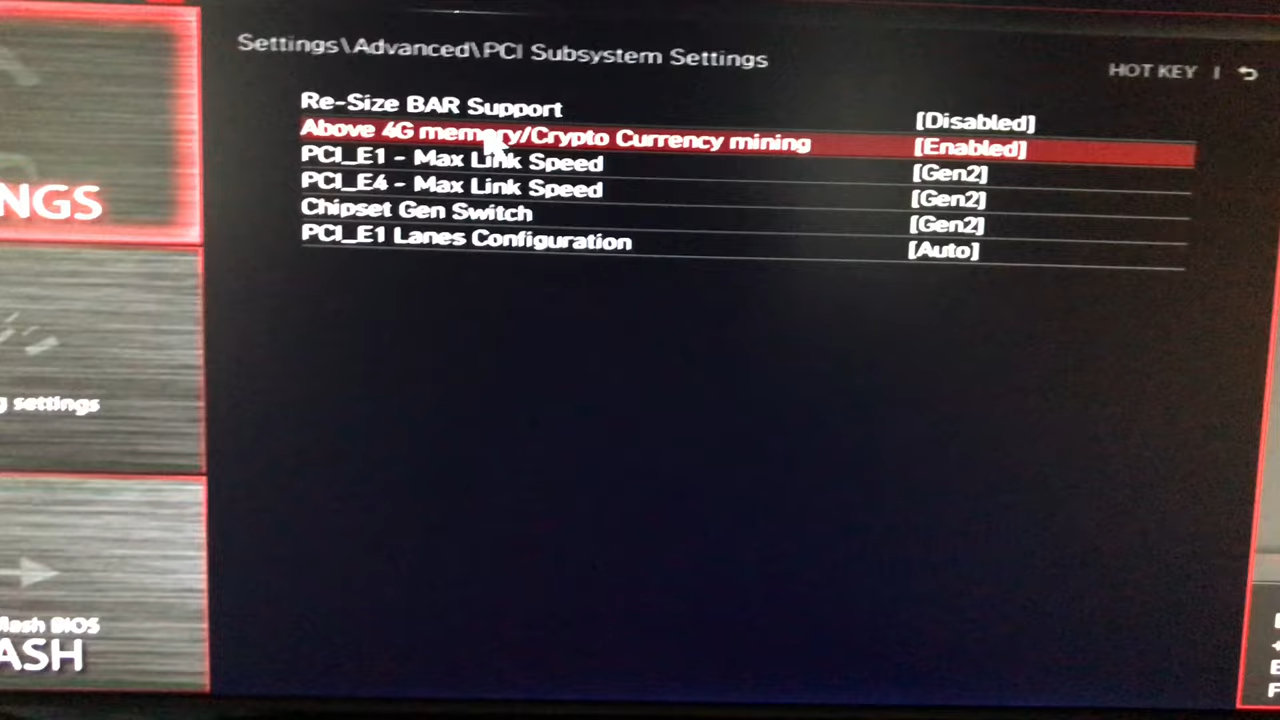 Settings\Advanced\PCI Subsystem Settings
HOT KEY |
Re-Size BAR Support [Disabled]
Above 4G memory/Crypto Currency mining [Enabled]
PCI_E1 - Max Link Speed [Gen2]
PCI_E4 - Max Link Speed [Gen2]
Chipset Gen Switch [Gen2]
PCI_E1 Lanes Configuration [Auto]
NGS
g settings
lash BIOS
ASH